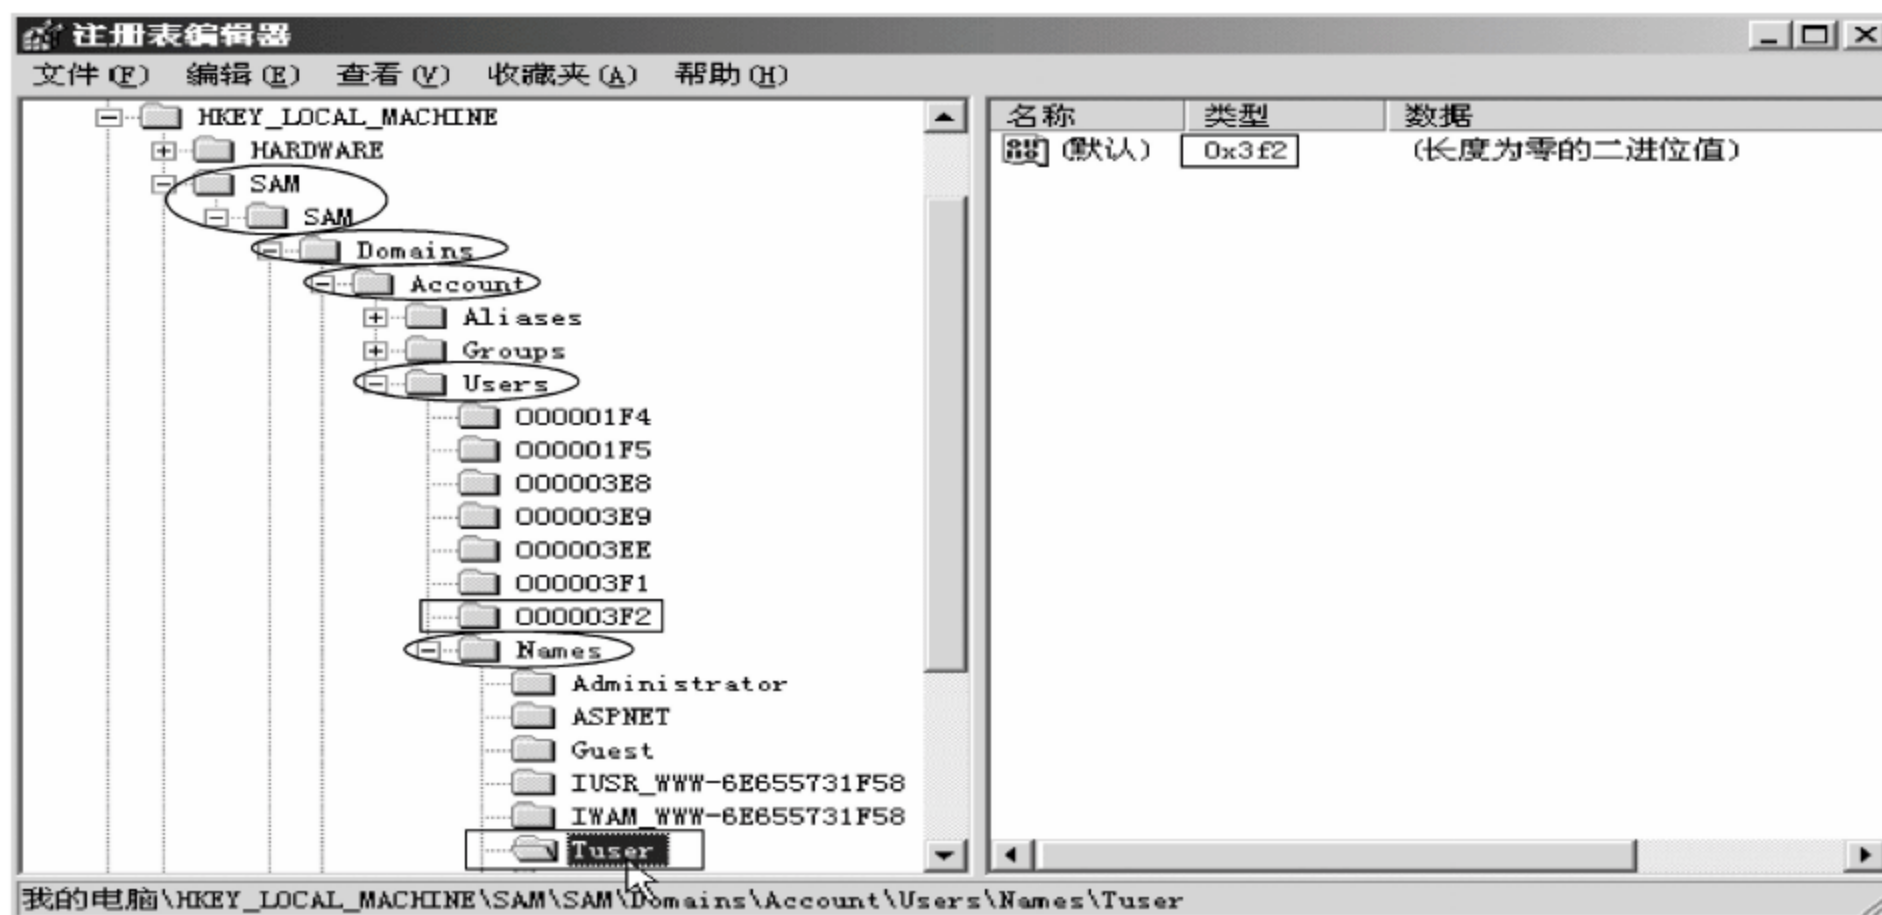 注册表编辑器
文件(F) 编辑(E) 查看(V) 收藏夹(A) 帮助(H)
HKEY_LOCAL_MACHINE
HARDWARE
SAM
SAM
Domains
Account
Aliases
Groups
Users
000001F4
000001F5
000003E8
000003E9
000003EE
000003F1
000003F2
Names
Administrator
ASPNET
Guest
IUSR_WWW-6E655731F58
IWAM_WWW-6E655731F58
Tuser
名称 类型 数据
(默认) 0x3f2 (长度为零的二进位值)
我的电脑\HKEY_LOCAL_MACHINE\SAM\SAM\Domains\Account\Users\Names\Tuser